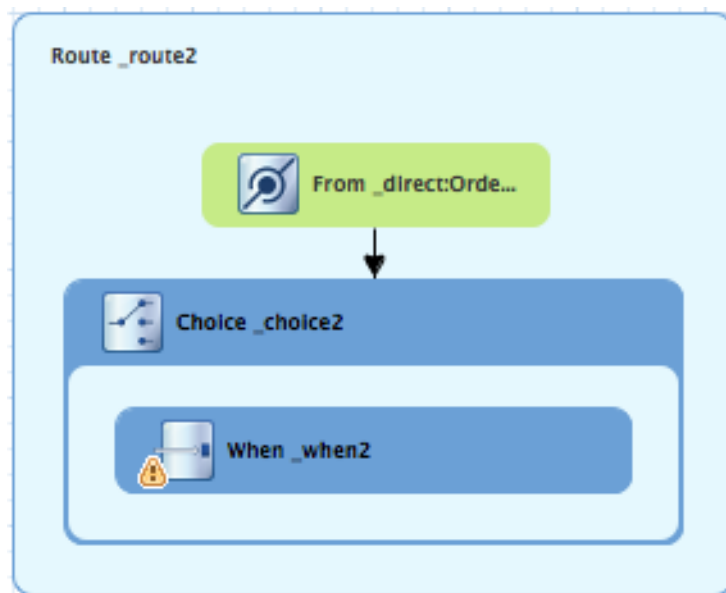 Route _route2
From _direct:Orde...
Choice _choice2
When _when2